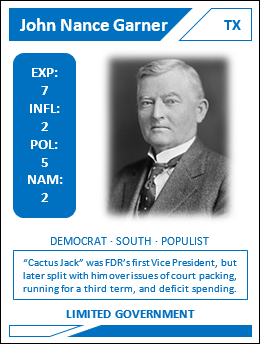 John Nance Garner
TX
EXP:
7
INFL:
2
POL:
5
NAM:
2
DEMOCRAT · SOUTH · POPULIST
“Cactus Jack” was FDR’s first Vice President, but
later split with him over issues of court packing,
running for a third term, and deficit spending.
LIMITED GOVERNMENT